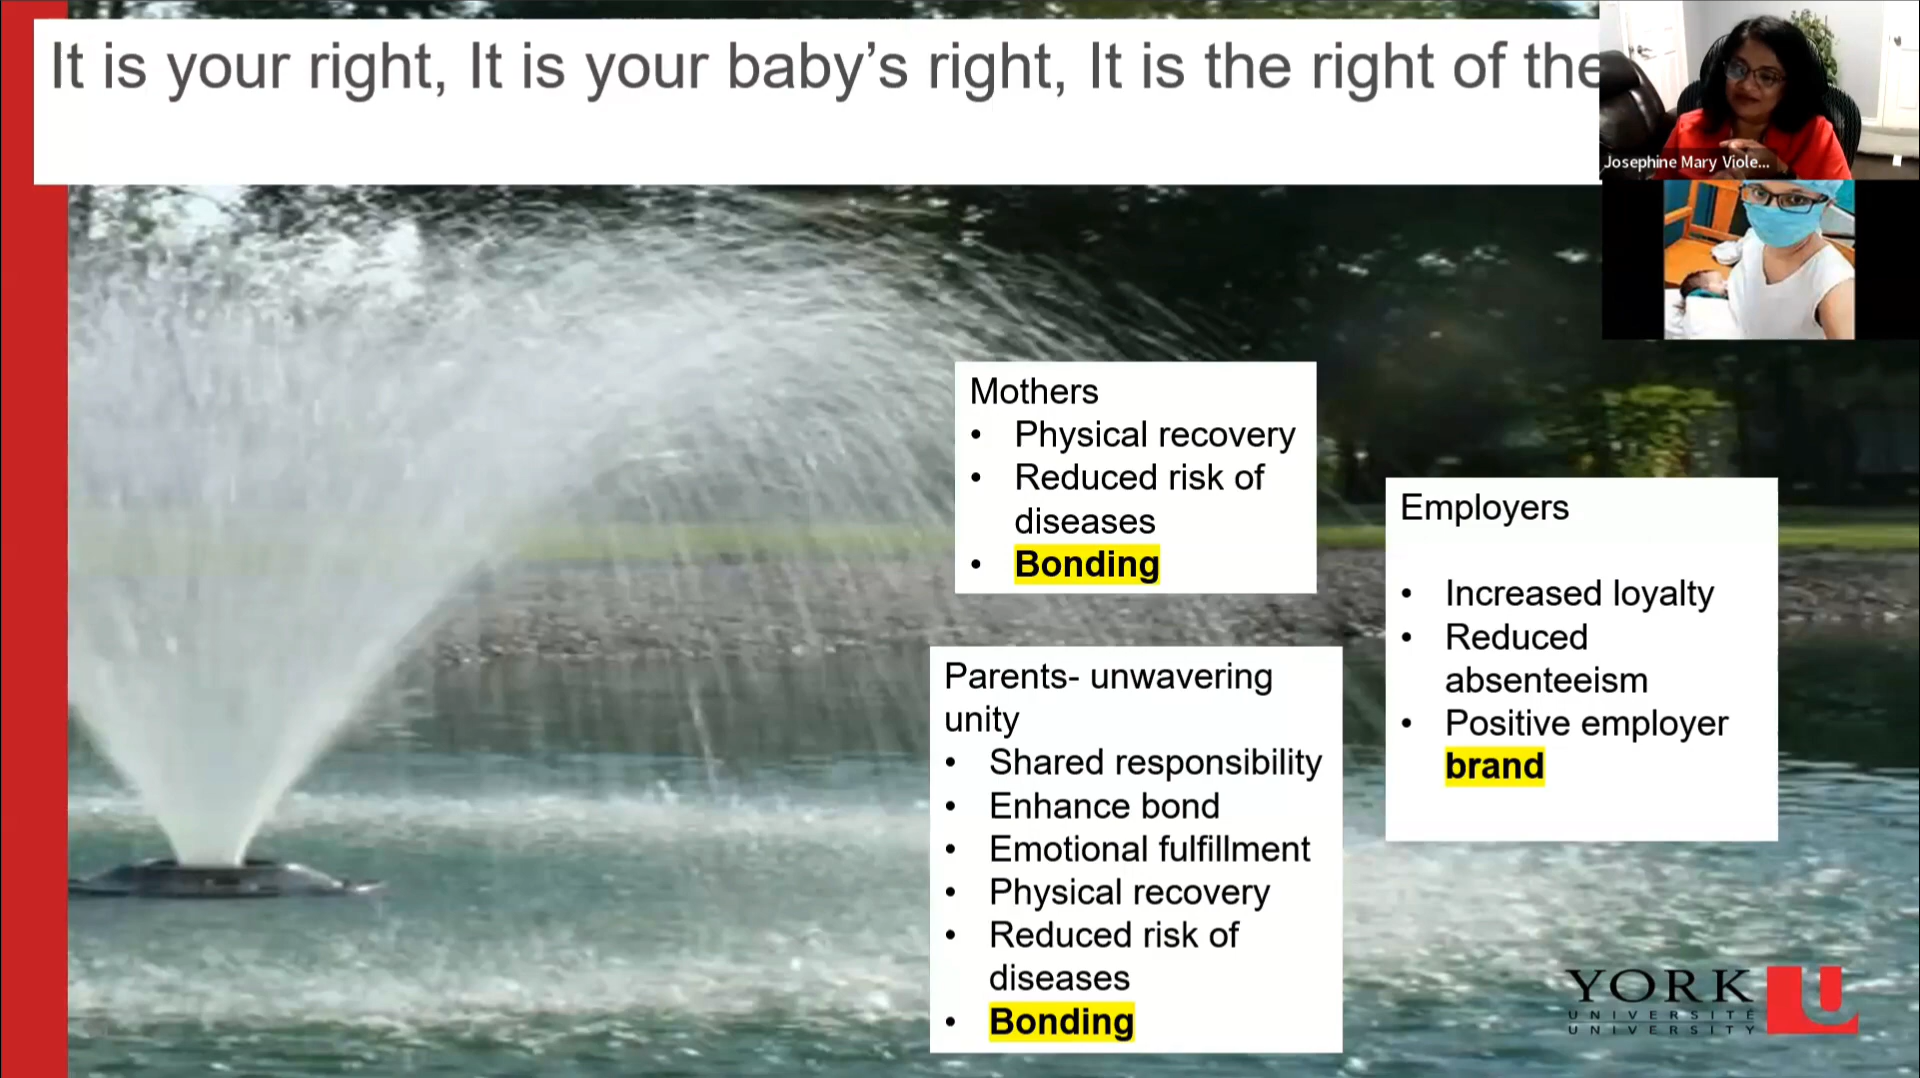 It is your right, It is your baby’s right, It is the right of the
Josephine Mary Viole...
Mothers
• Physical recovery
• Reduced risk of
diseases
• Bonding
Employers
• Increased loyalty
• Reduced
absenteeism
• Positive employer
brand
Parents- unwavering
unity
• Shared responsibility
• Enhance bond
• Emotional fulfillment
• Physical recovery
• Reduced risk of
diseases
• Bonding
YORK U
UNIVERSITÉ
UNIVERSITY